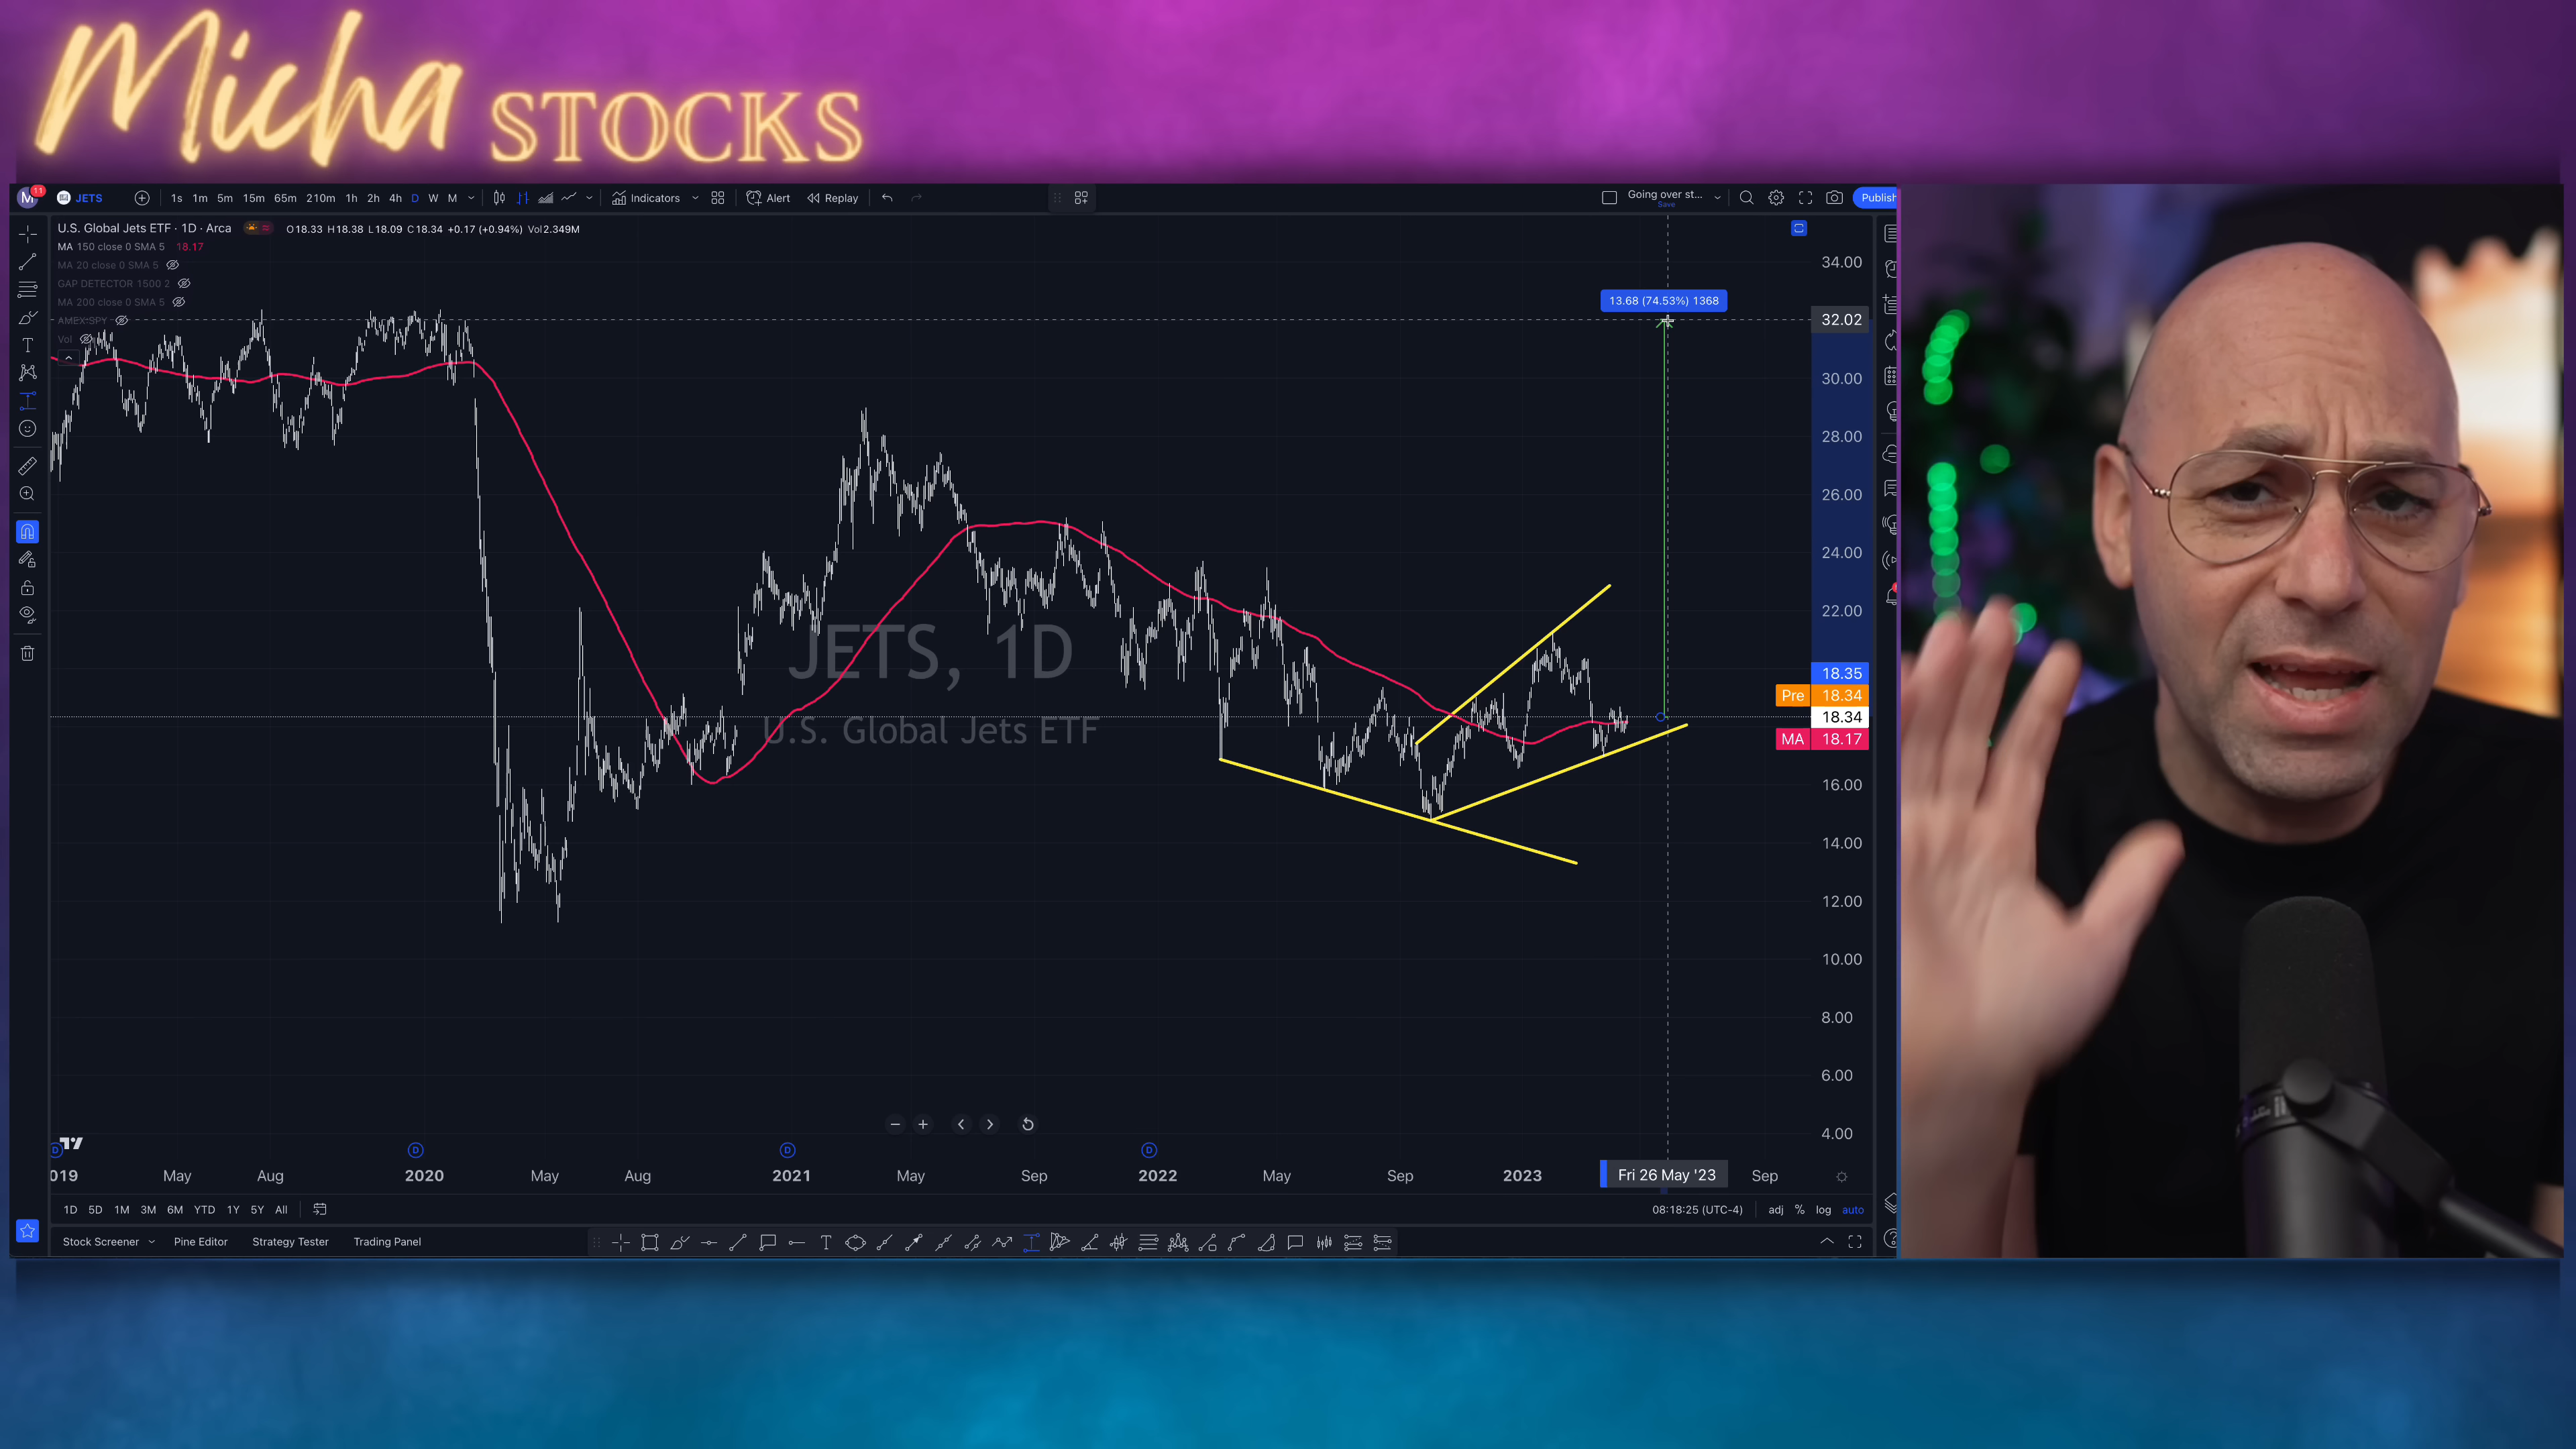 Micha STOCKS
M 11 JETS 1s 1m 5m 15m 65m 210m 1h 2h 4h D W M Indicators Alert Replay Going over st... Save Publish
U.S. Global Jets ETF · 1D · Arca O18.33 H18.38 L18.09 C18.34 +0.17 (+0.94%) Vol2.349M
MA 150 close 0 SMA 5 18.17
MA 20 close 0 SMA 5
GAP DETECTOR 1500 2
MA 200 close 0 SMA 5
AMEX:SPY
Vol
13.68 (74.53%) 1368
34.00
32.02
30.00
28.00
26.00
24.00
22.00
18.35
Pre 18.34
18.34
MA 18.17
16.00
14.00
12.00
10.00
8.00
6.00
4.00
JETS, 1D
U.S. Global Jets ETF
D D D D
019 May Aug 2020 May Aug 2021 May Sep 2022 May Sep 2023 Fri 26 May '23 Sep
1D 5D 1M 3M 6M YTD 1Y 5Y All 08:18:25 (UTC-4) adj % log auto
Stock Screener Pine Editor Strategy Tester Trading Panel